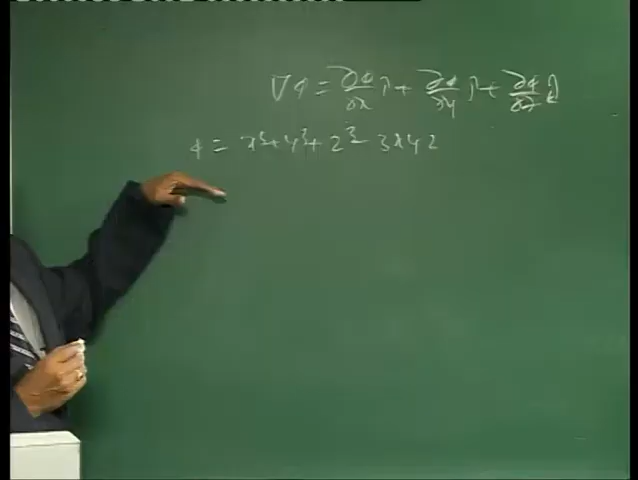 ∇φ = ∂φ/∂x î + ∂φ/∂y ĵ + ∂φ/∂z k̂
φ = x³ + y³ + z³ - 3xyz